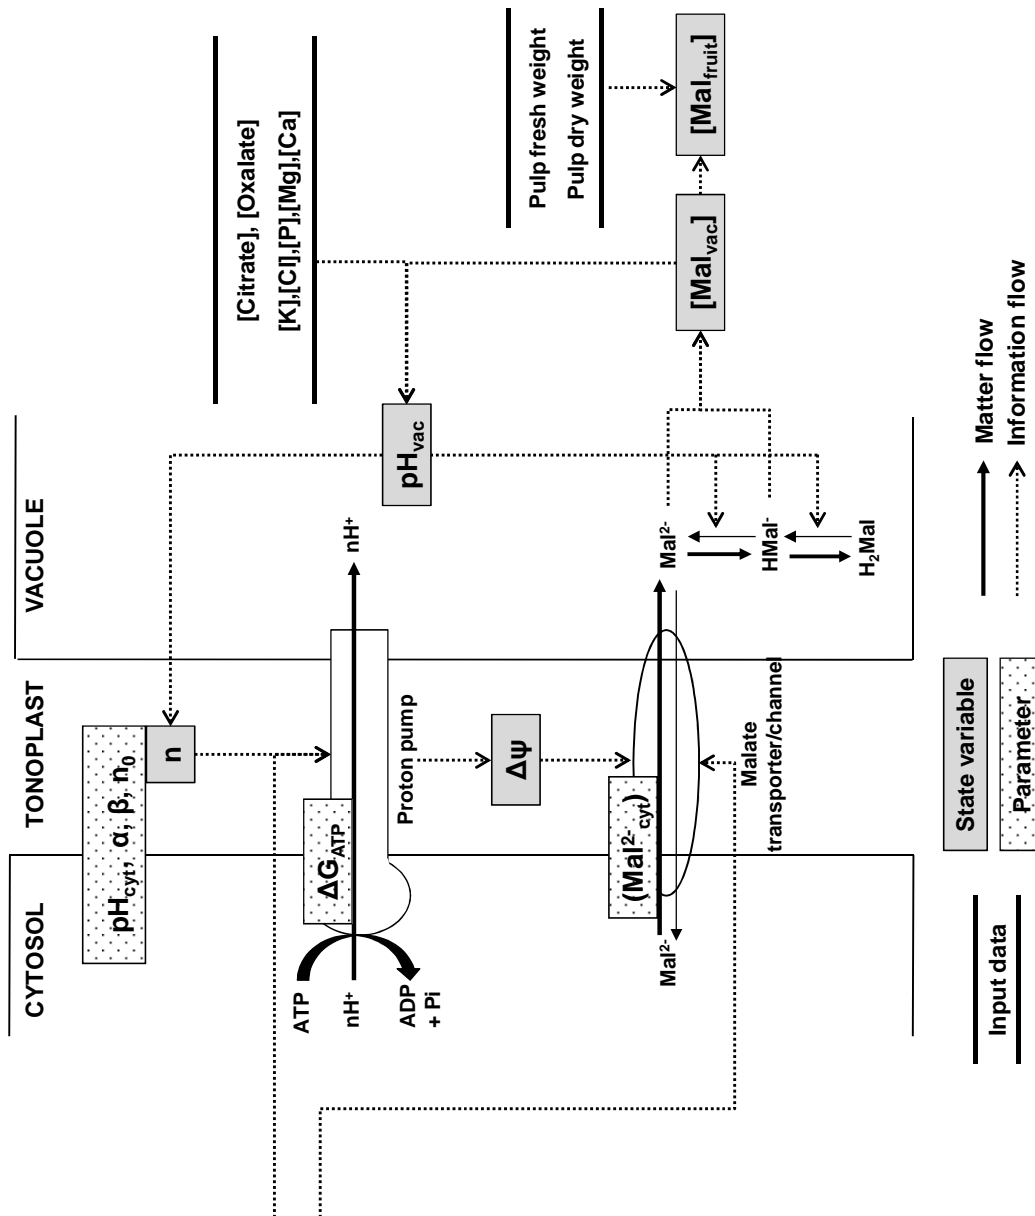 CYTOSOL
TONOPLAST
VACUOLE
pH_cyt, α, β, n₀
n
[Citrate], [Oxalate]
[K],[Cl],[P],[Mg],[Ca]
pH_vac
ATP
nH⁺
ADP
+ Pi
ΔG_ATP
Proton pump
nH⁺
Δψ
Pulp fresh weight
Pulp dry weight
Mal²⁻
(Mal²⁻_cyt)
Malate
transporter/channel
Mal²⁻
HMal⁻
H₂Mal
[Mal_vac]
[Mal_fruit]
Input data
State variable
Parameter
Matter flow
Information flow